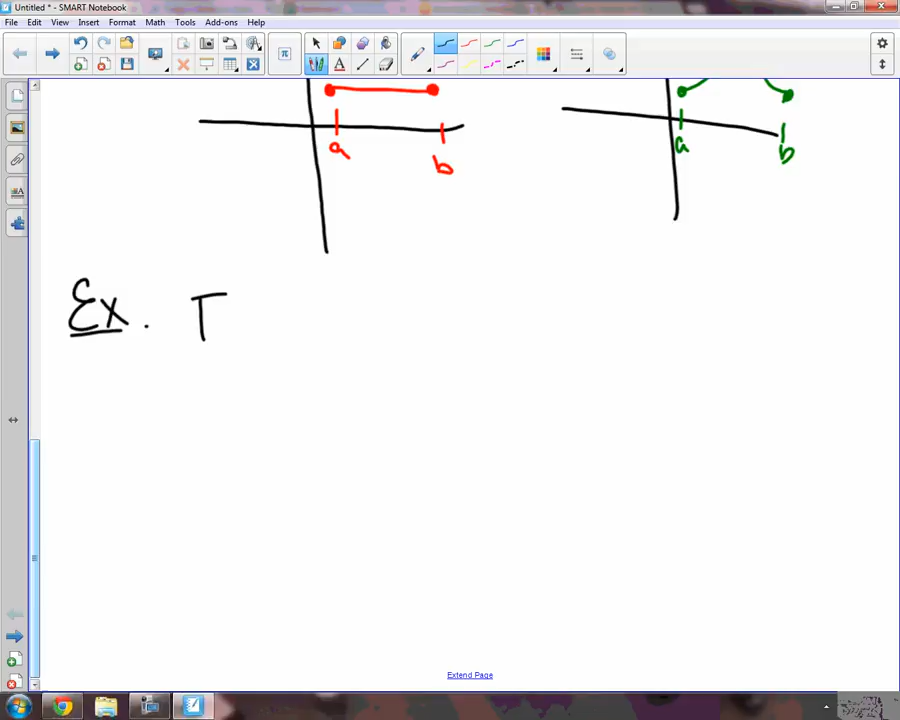 Untitled * - SMART Notebook
File Edit View Insert Format Math Tools Add-ons Help
π A
a b
a b
Ex. T
Extend Page